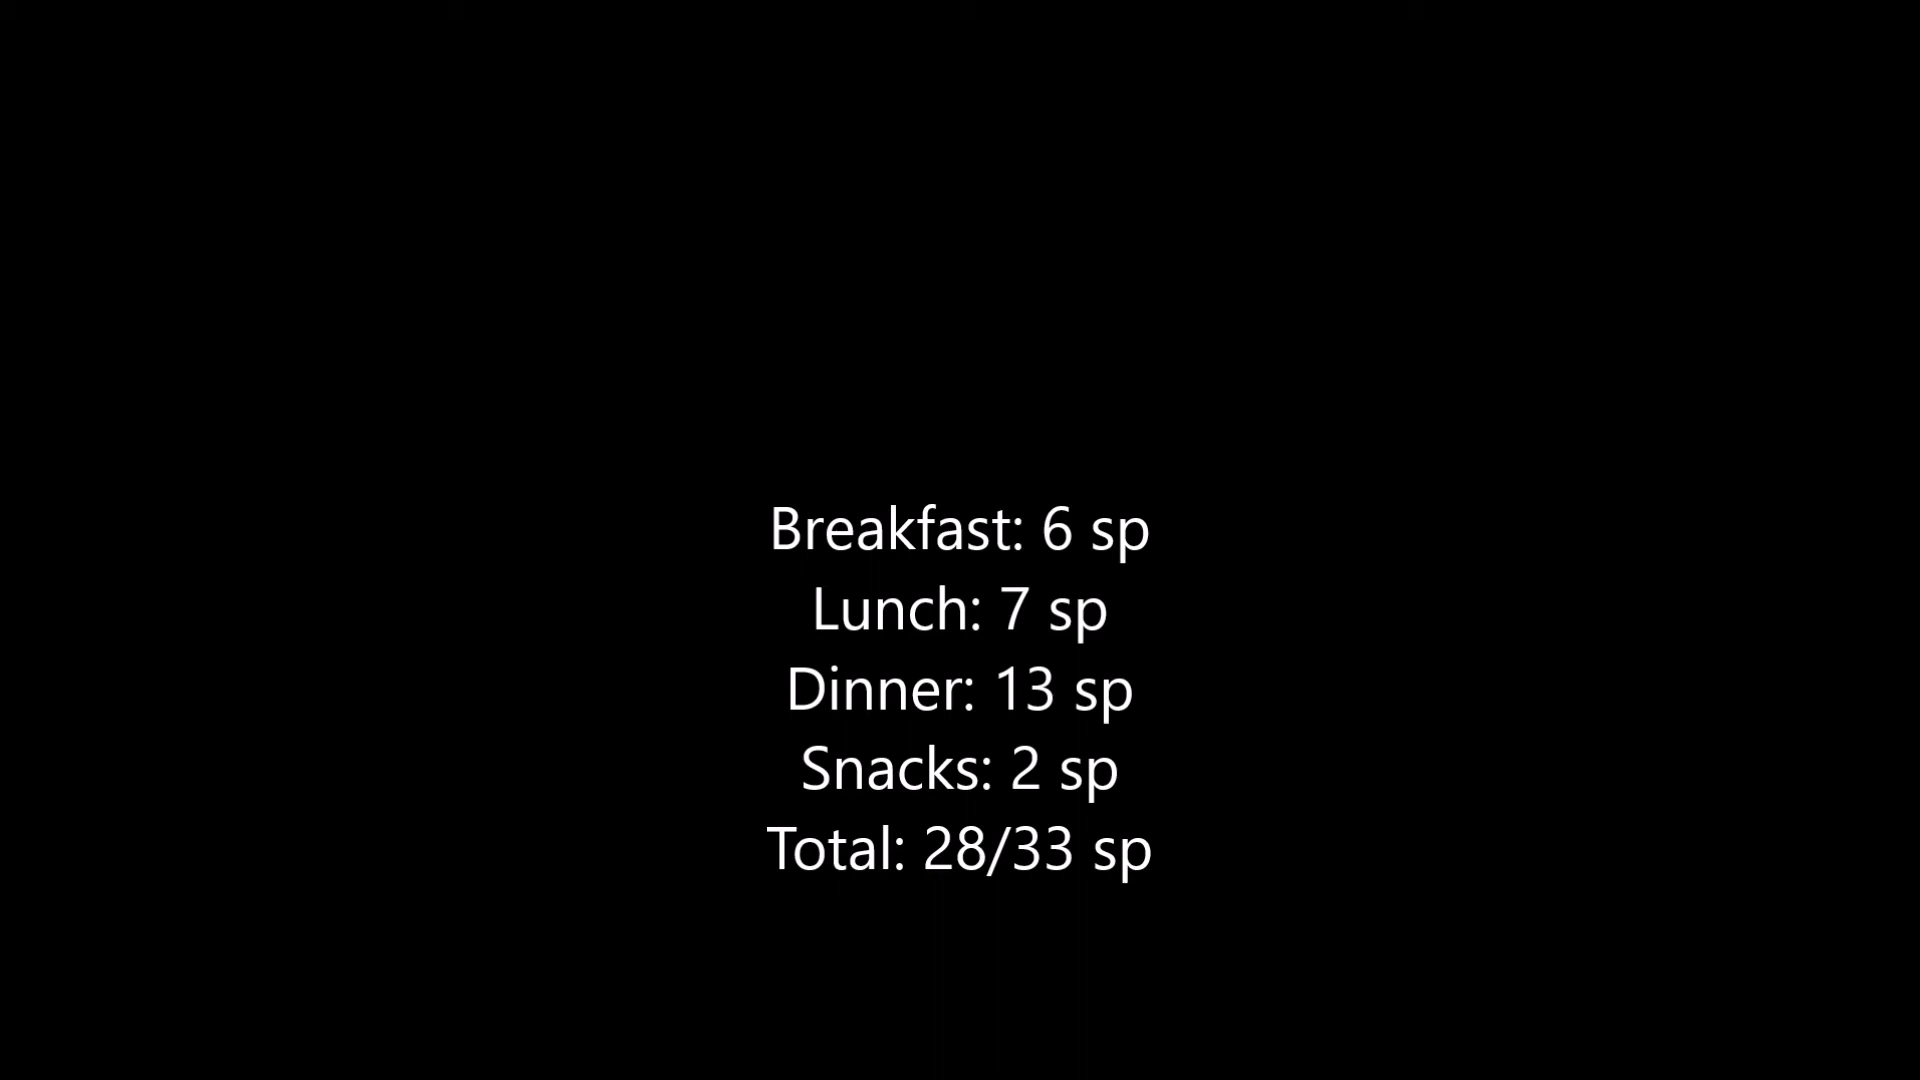 Breakfast: 6 sp
Lunch: 7 sp
Dinner: 13 sp
Snacks: 2 sp
Total: 28/33 sp